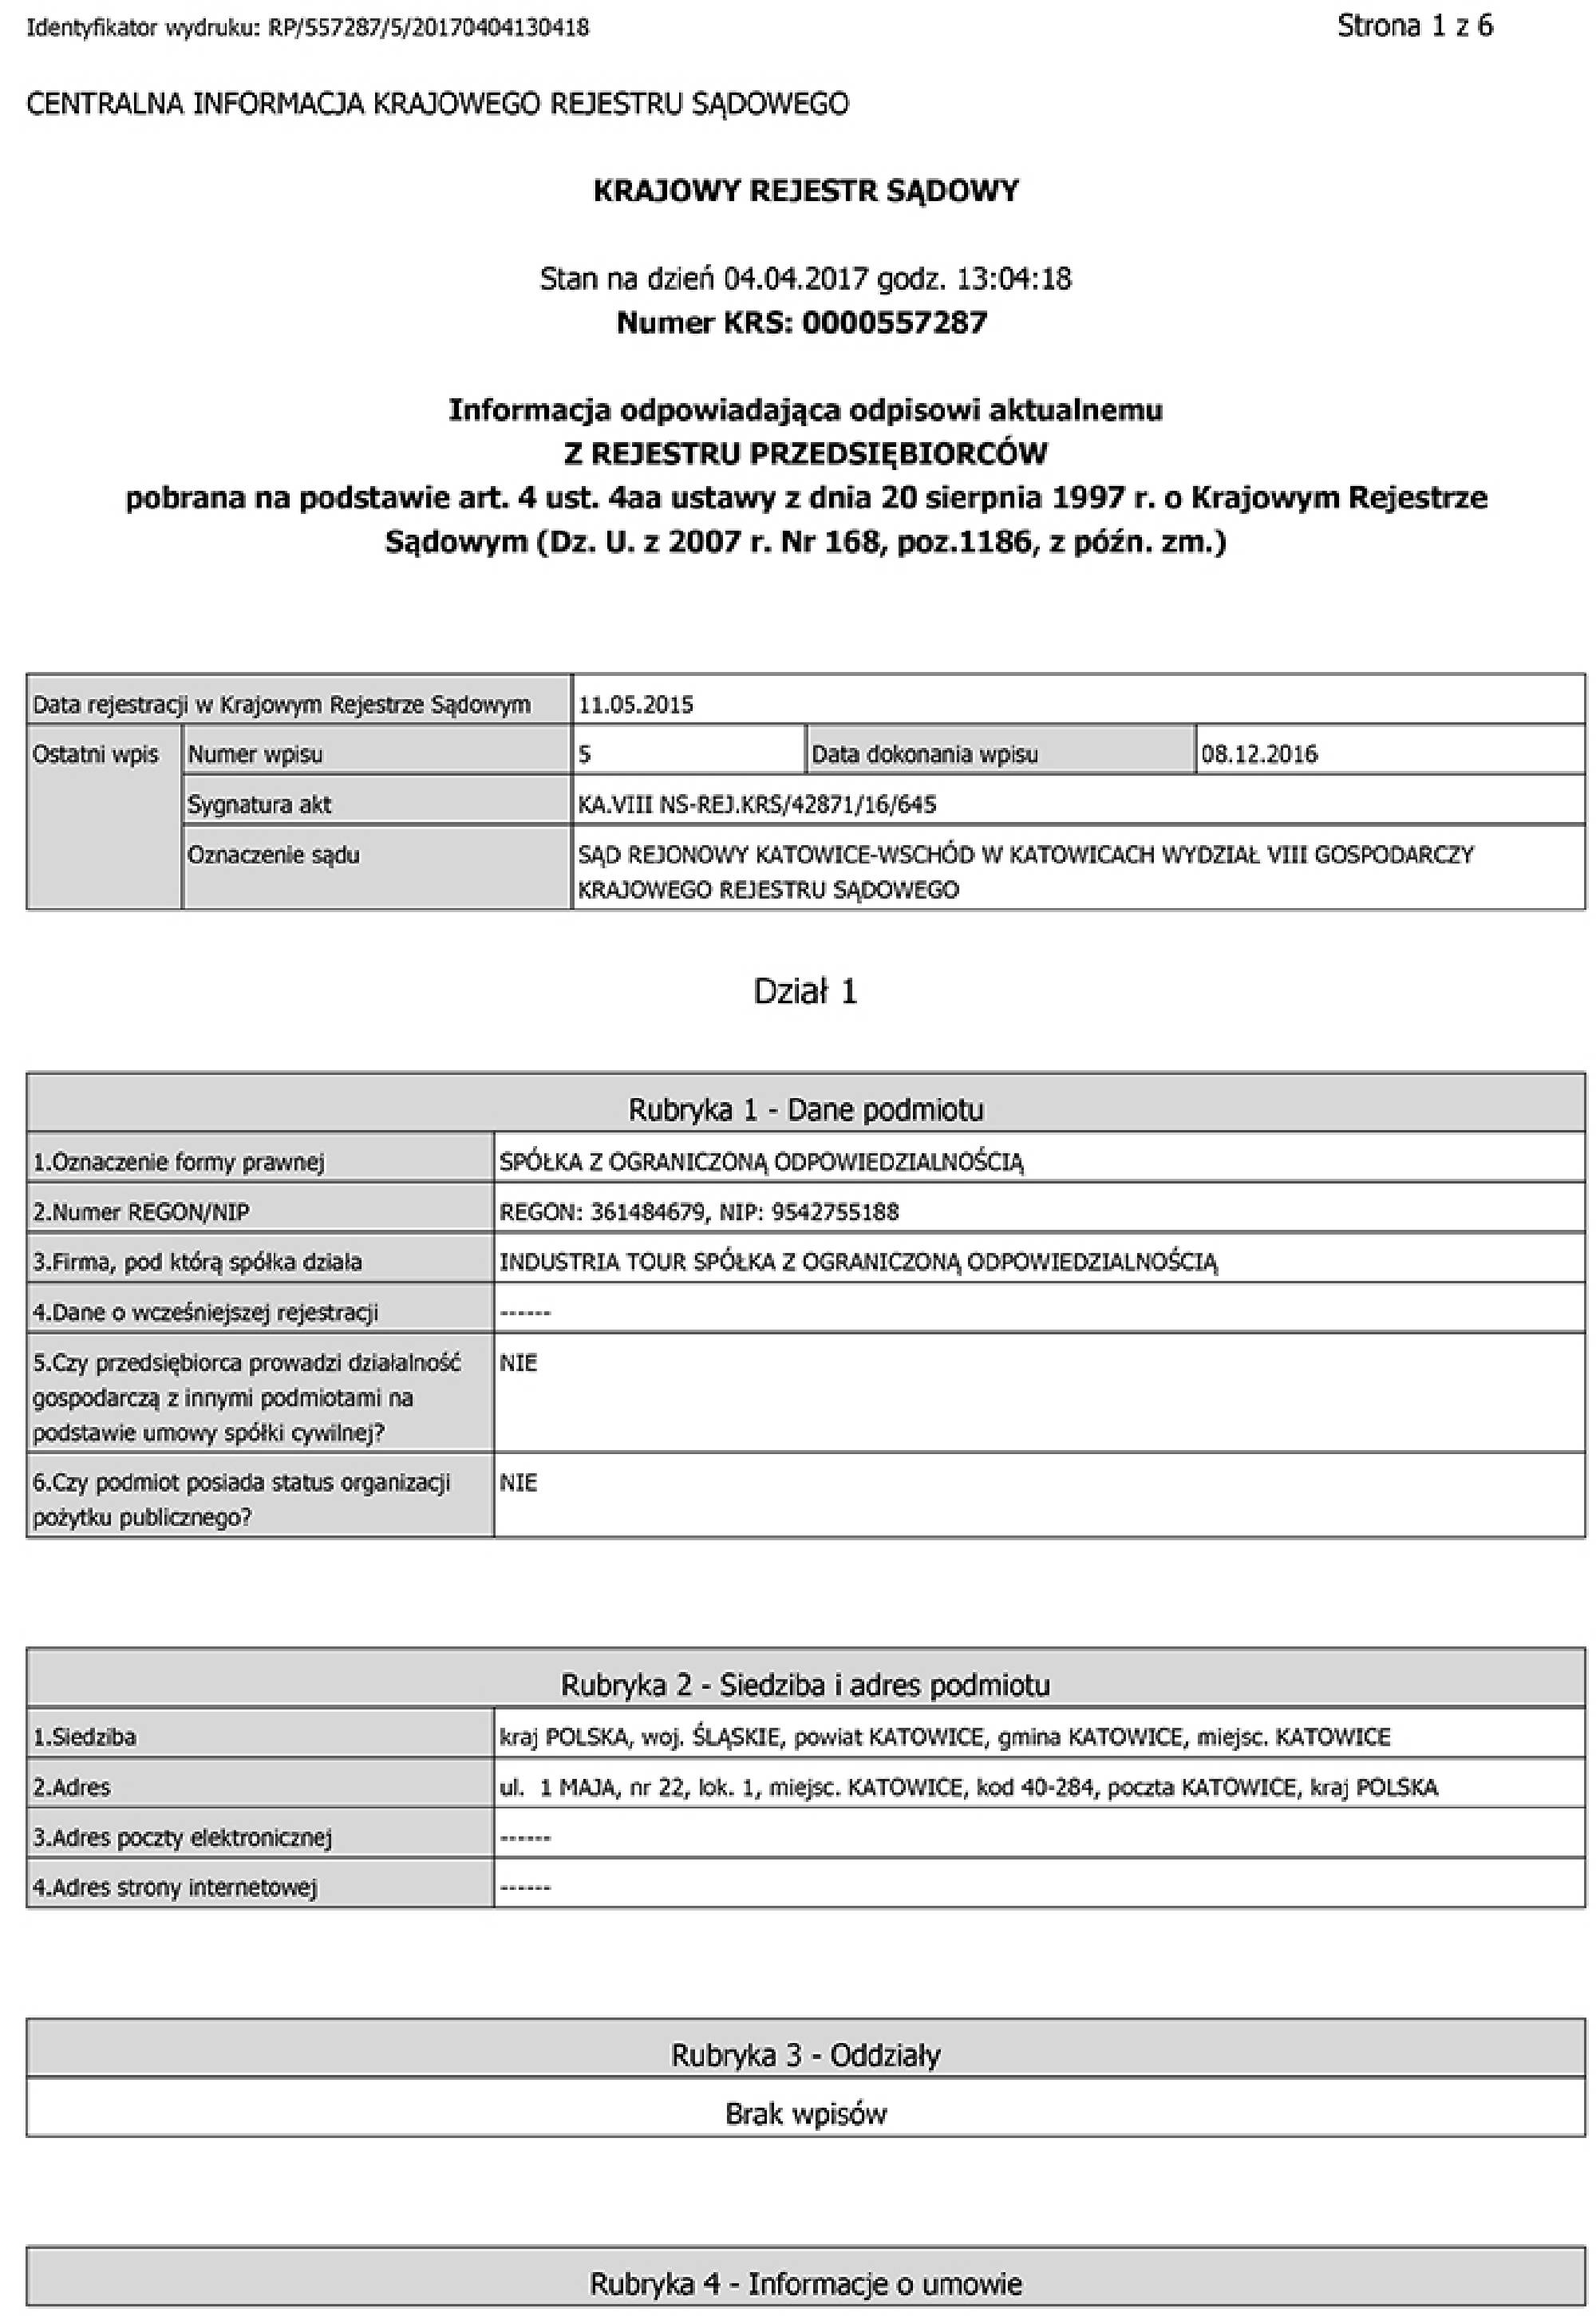 Identyfikator wydruku: RP/557287/5/20170404130418
Strona 1 z 6
CENTRALNA INFORMACJA KRAJOWEGO REJESTRU SĄDOWEGO
KRAJOWY REJESTR SĄDOWY
Stan na dzień 04.04.2017 godz. 13:04:18
Numer KRS: 0000557287
Informacja odpowiadająca odpisowi aktualnemu
Z REJESTRU PRZEDSIĘBIORCÓW
pobrana na podstawie art. 4 ust. 4aa ustawy z dnia 20 sierpnia 1997 r. o Krajowym Rejestrze
Sądowym (Dz. U. z 2007 r. Nr 168, poz.1186, z późn. zm.)
Data rejestracji w Krajowym Rejestrze Sądowym 11.05.2015
Ostatni wpis Numer wpisu 5 Data dokonania wpisu 08.12.2016
Sygnatura akt KA.VIII NS-REJ.KRS/42871/16/645
Oznaczenie sądu SĄD REJONOWY KATOWICE-WSCHÓD W KATOWICACH WYDZIAŁ VIII GOSPODARCZY
KRAJOWEGO REJESTRU SĄDOWEGO
Dział 1
Rubryka 1 - Dane podmiotu
1.Oznaczenie formy prawnej SPÓŁKA Z OGRANICZONĄ ODPOWIEDZIALNOŚCIĄ
2.Numer REGON/NIP REGON: 361484679, NIP: 9542755188
3.Firma, pod którą spółka działa INDUSTRIA TOUR SPÓŁKA Z OGRANICZONĄ ODPOWIEDZIALNOŚCIĄ
4.Dane o wcześniejszej rejestracji ------
5.Czy przedsiębiorca prowadzi działalność NIE
gospodarczą z innymi podmiotami na
podstawie umowy spółki cywilnej?
6.Czy podmiot posiada status organizacji NIE
pożytku publicznego?
Rubryka 2 - Siedziba i adres podmiotu
1.Siedziba kraj POLSKA, woj. ŚLĄSKIE, powiat KATOWICE, gmina KATOWICE, miejsc. KATOWICE
2.Adres ul. 1 MAJA, nr 22, lok. 1, miejsc. KATOWICE, kod 40-284, poczta KATOWICE, kraj POLSKA
3.Adres poczty elektronicznej ------
4.Adres strony internetowej ------
Rubryka 3 - Oddziały
Brak wpisów
Rubryka 4 - Informacje o umowie